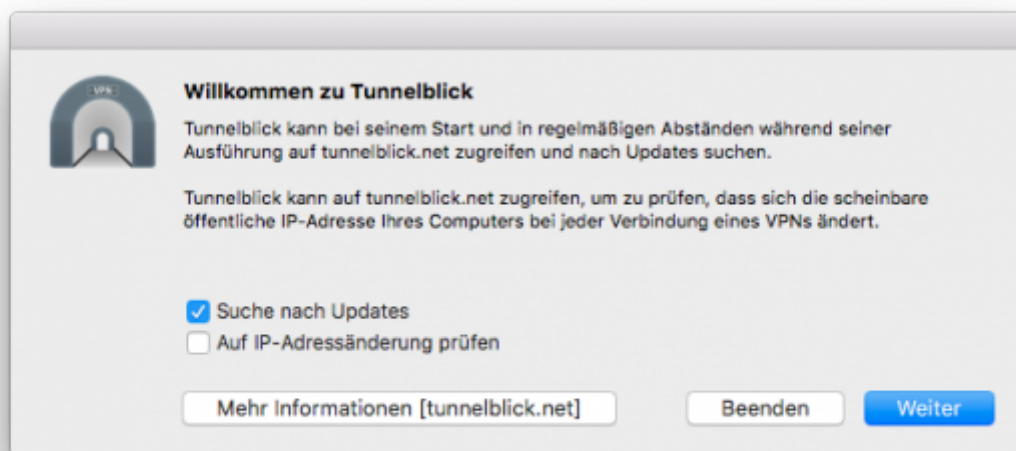 VPN
Willkommen zu Tunnelblick
Tunnelblick kann bei seinem Start und in regelmäßigen Abständen während seiner
Ausführung auf tunnelblick.net zugreifen und nach Updates suchen.
Tunnelblick kann auf tunnelblick.net zugreifen, um zu prüfen, dass sich die scheinbare
öffentliche IP-Adresse Ihres Computers bei jeder Verbindung eines VPNs ändert.
Suche nach Updates
Auf IP-Adressänderung prüfen
Mehr Informationen [tunnelblick.net]
Beenden
Weiter